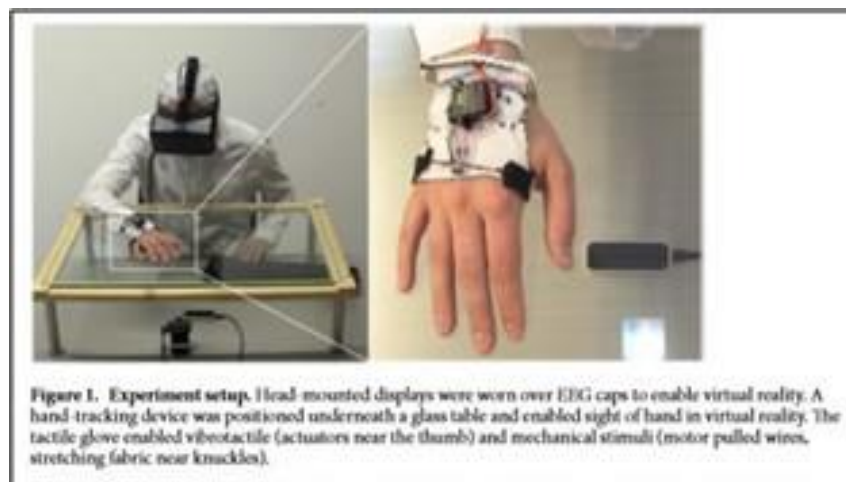 Figure 1. Experiment setup. Head-mounted displays were worn over EEG caps to enable virtual reality. A
hand-tracking device was positioned underneath a glass table and enabled sight of hand in virtual reality. The
tactile glove enabled vibrotactile (actuators near the thumb) and mechanical stimuli (motor pulled wires,
stretching fabric near knuckles).